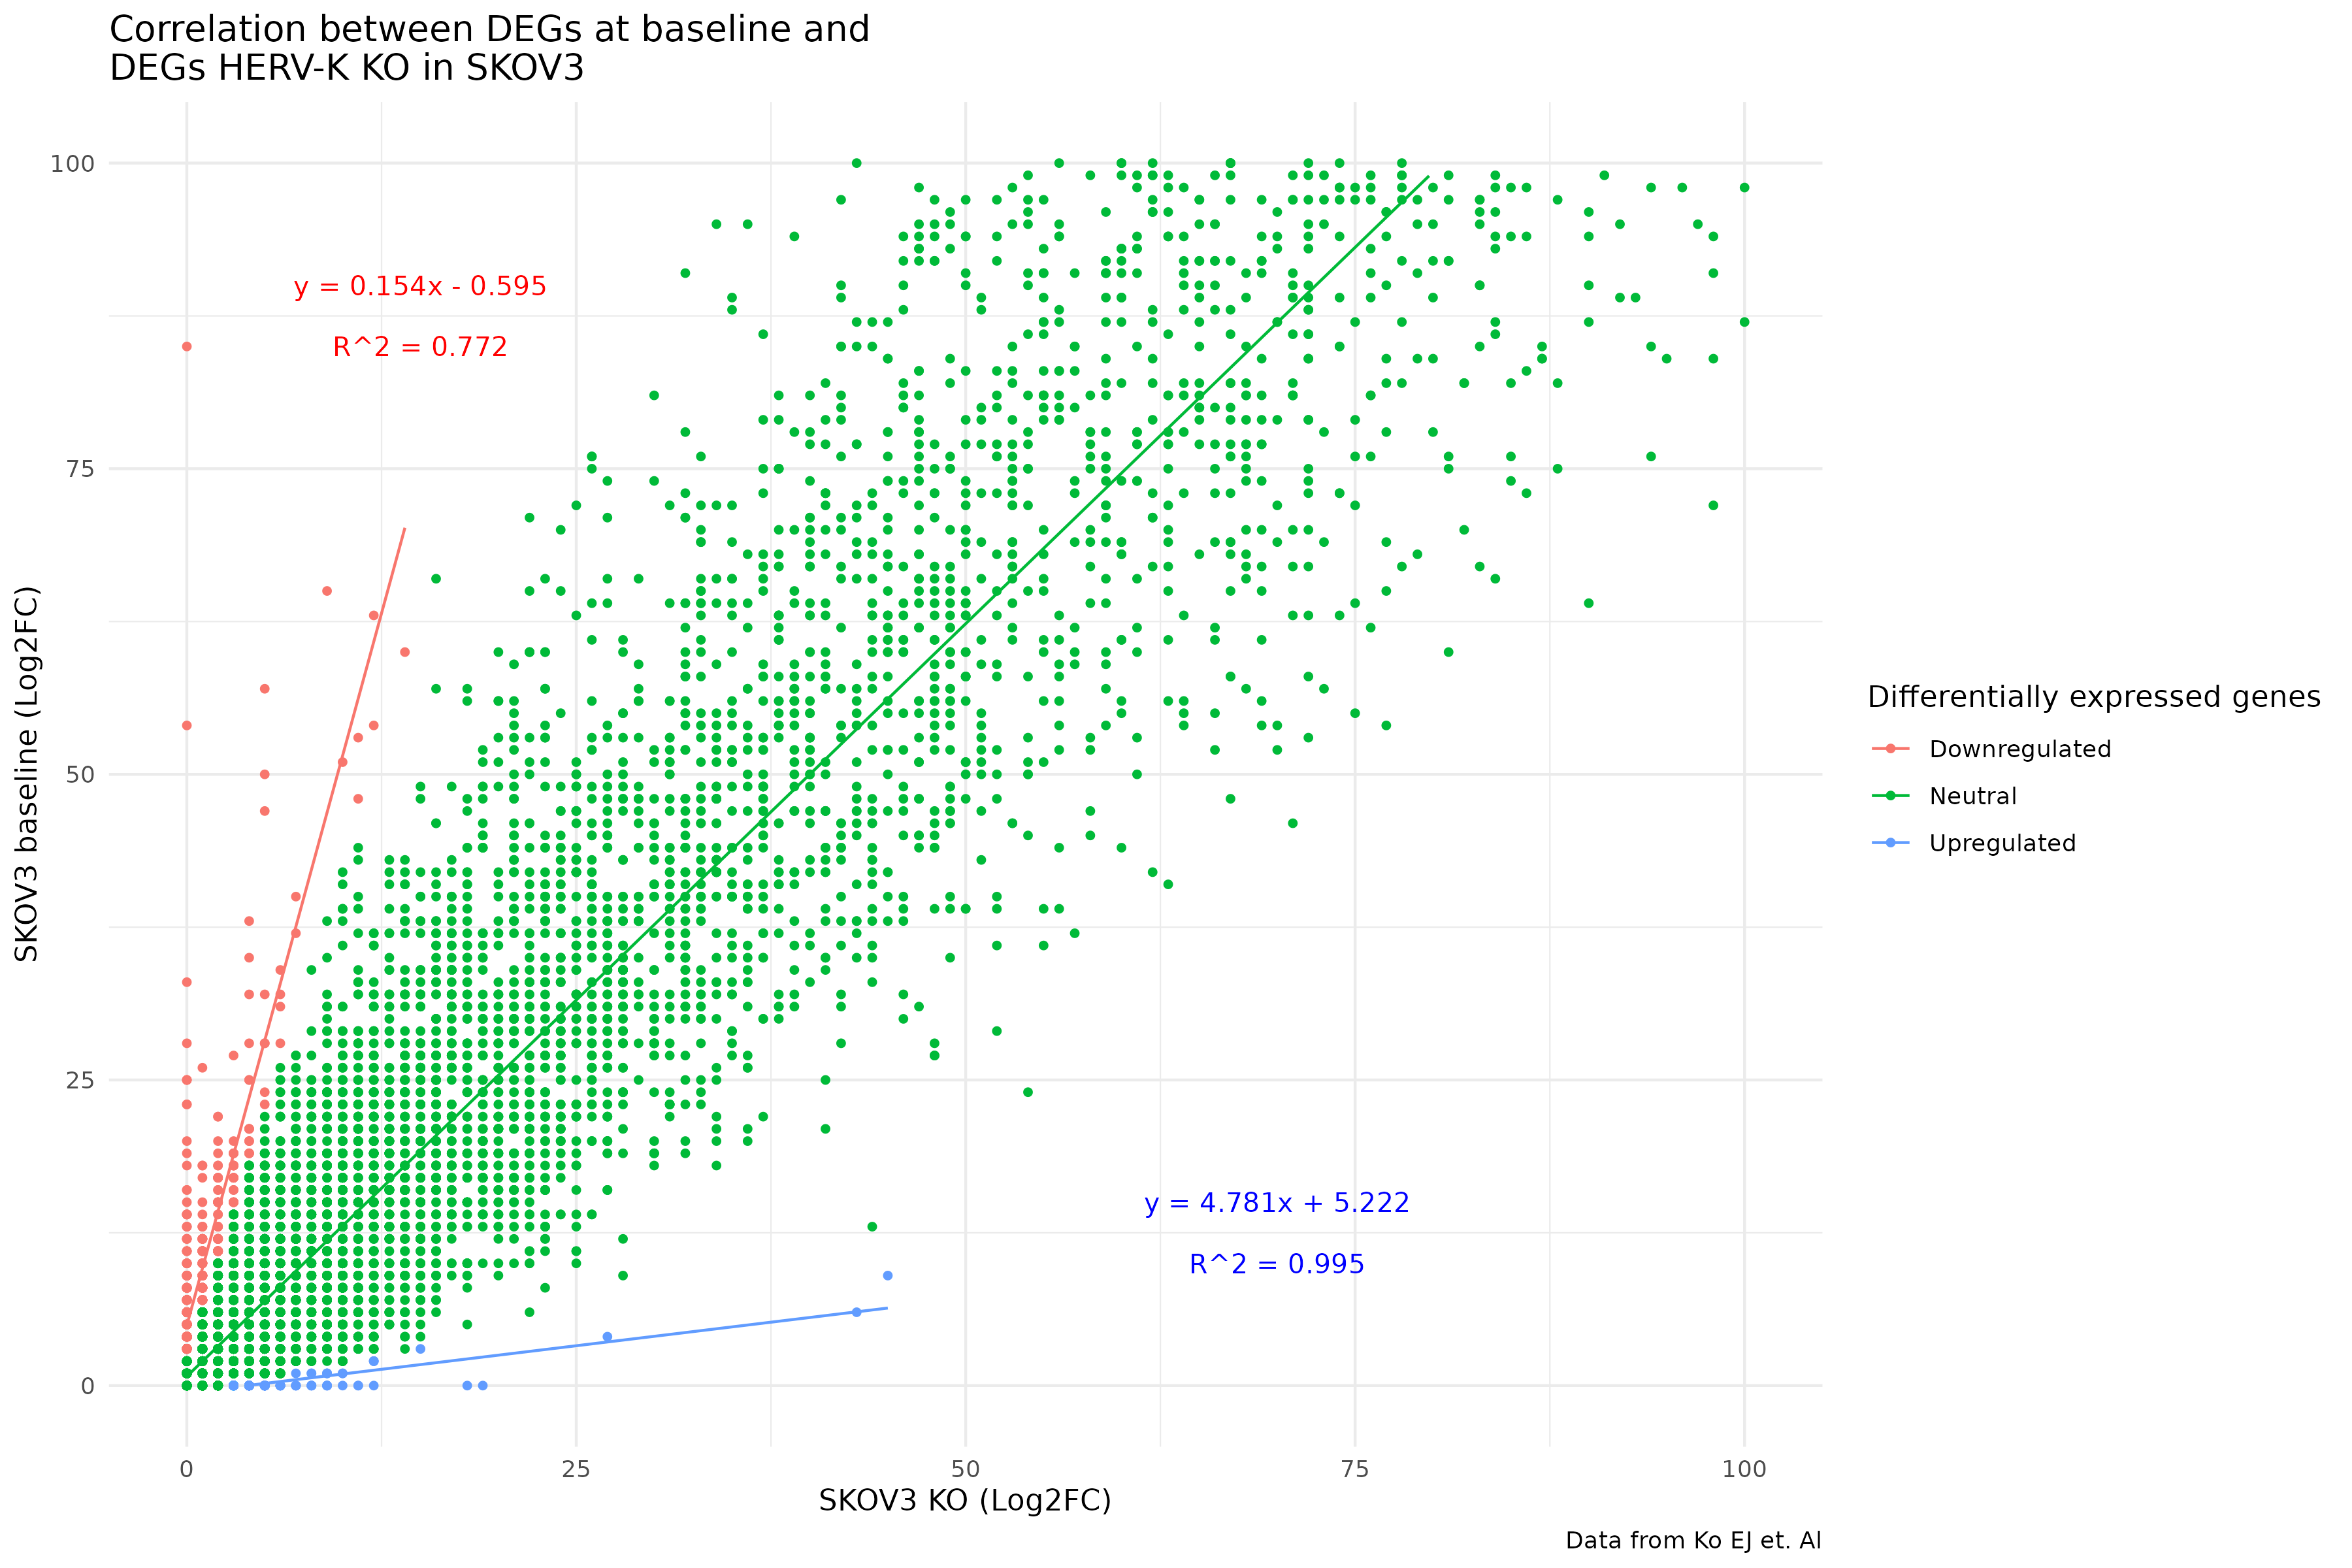 Correlation between DEGs at baseline and
DEGs HERV-K KO in SKOV3
SKOV3 baseline (Log2FC)
100
75
50
25
0
y = 0.154x - 0.595
R^2 = 0.772
y = 4.781x + 5.222
R^2 = 0.995
0
25
50
75
100
SKOV3 KO (Log2FC)
Differentially expressed genes
Downregulated
Neutral
Upregulated
Data from Ko EJ et. Al